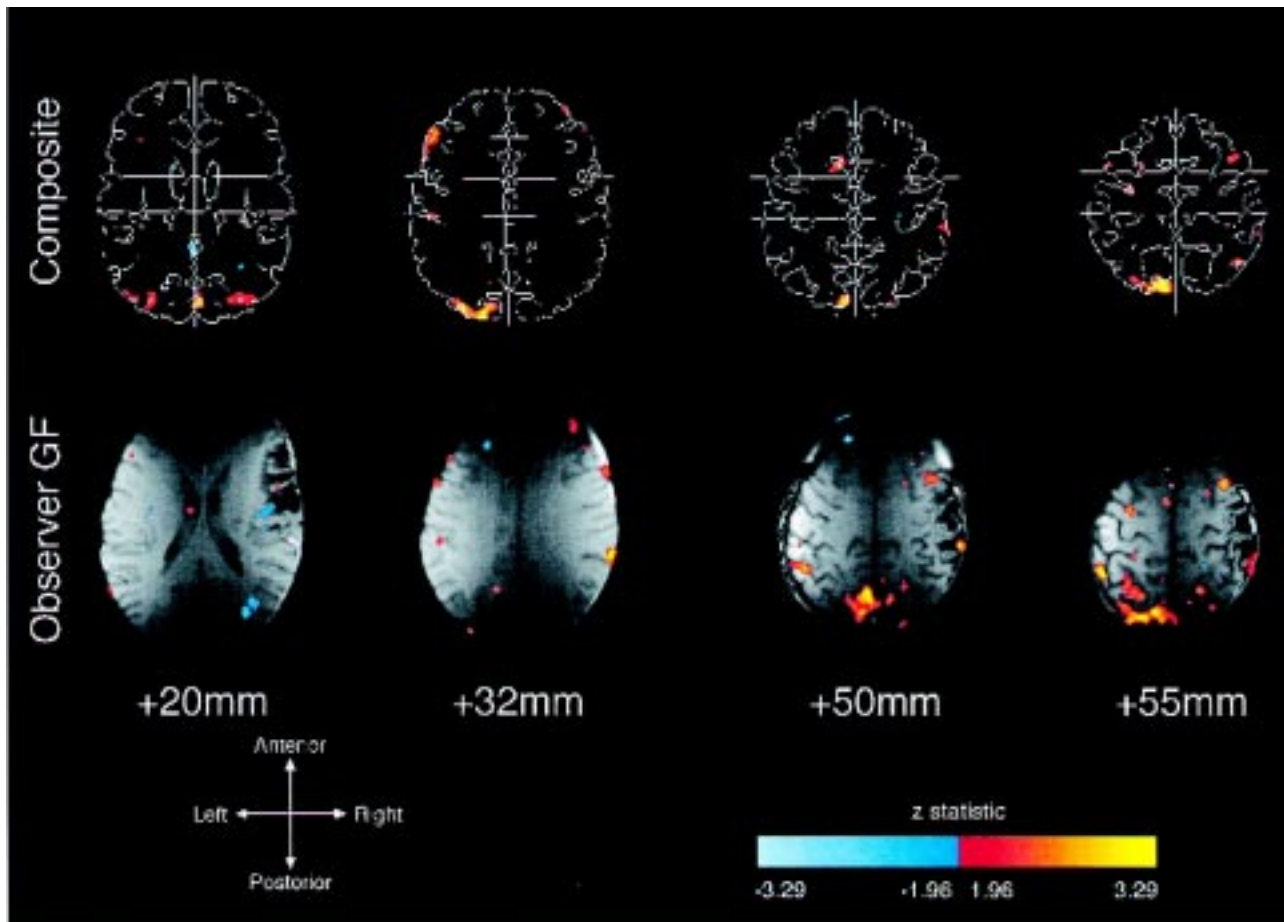 Composite
Observer GF
+20mm
+32mm
+50mm
+55mm
Anterior
Left
Right
Posterior
z statistic
-3.29
-1.96
1.96
3.29